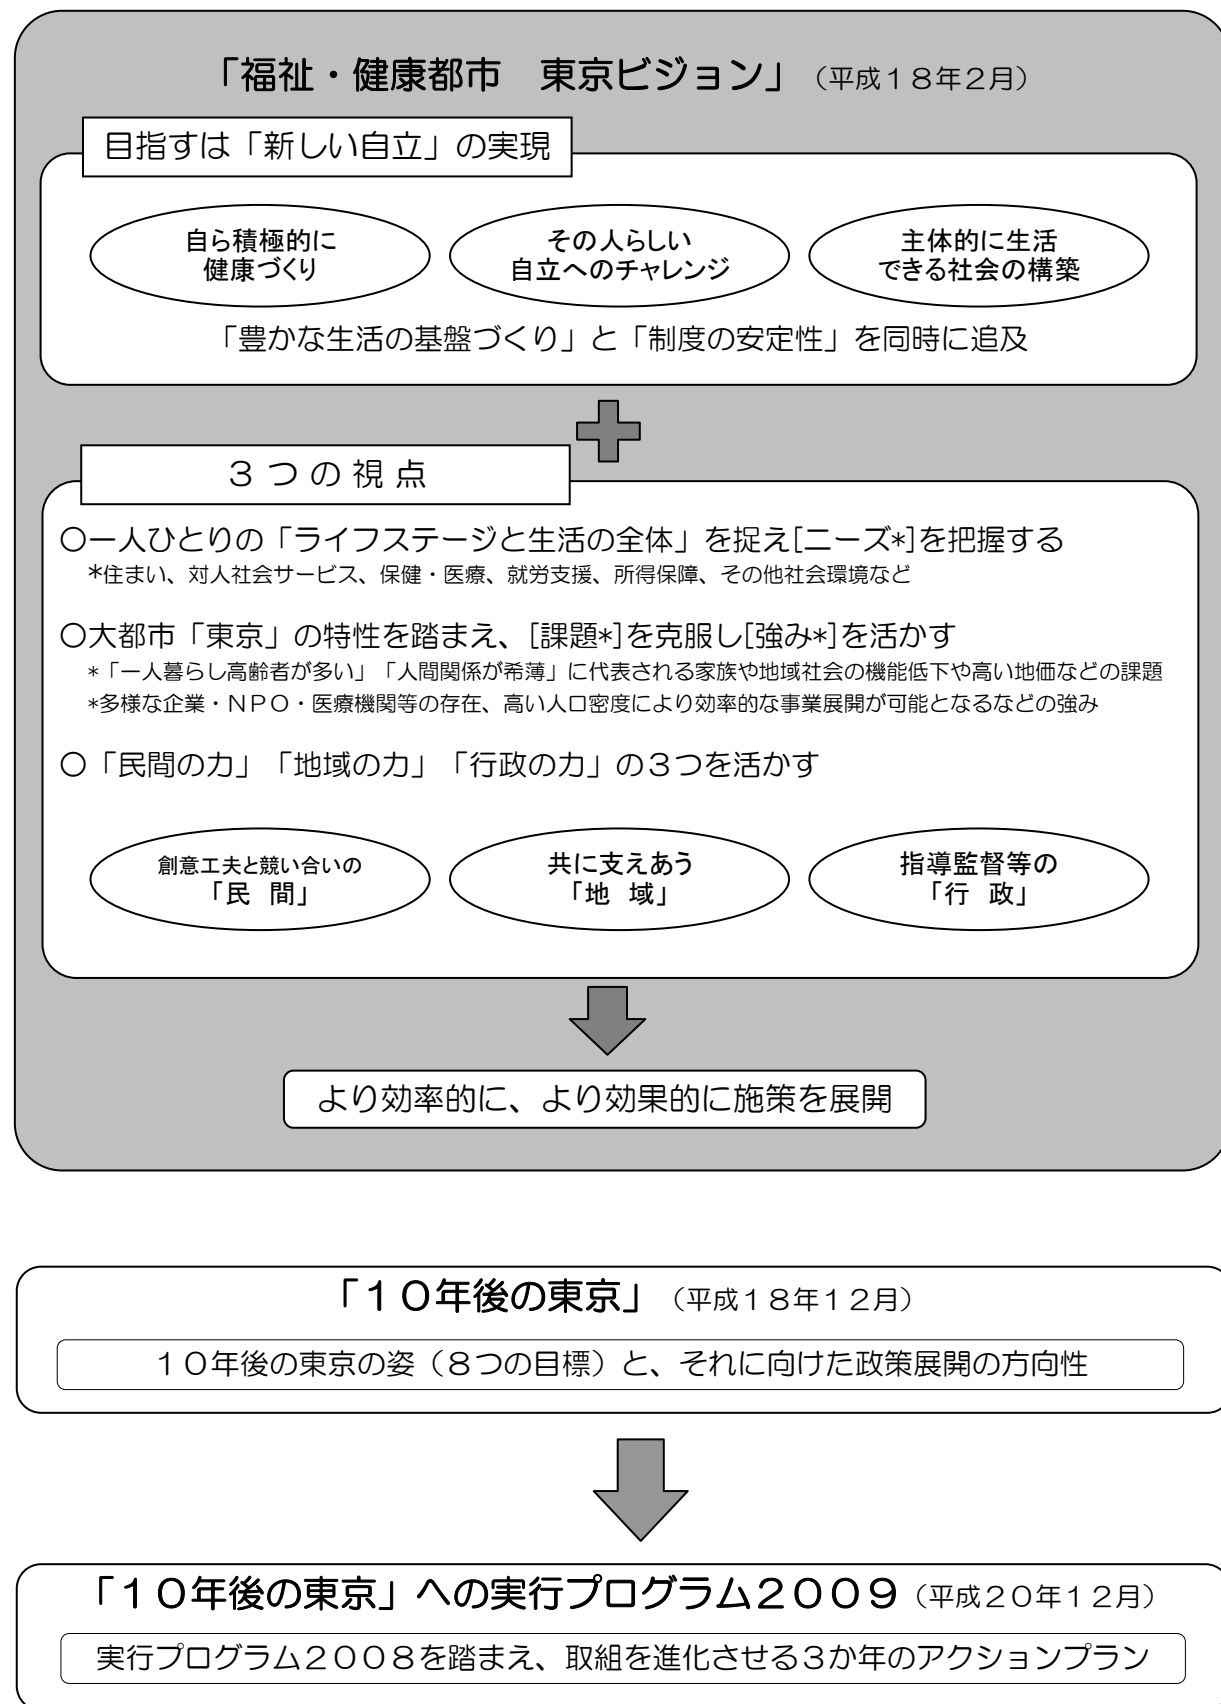 「福祉・健康都市　東京ビジョン」（平成１８年２月）
目指すは「新しい自立」の実現
自ら積極的に
健康づくり
その人らしい
自立へのチャレンジ
主体的に生活
できる社会の構築
「豊かな生活の基盤づくり」と「制度の安定性」を同時に追及
３つの視点
〇一人ひとりの「ライフステージと生活の全体」を捉え[ニーズ*]を把握する
*住まい、対人社会サービス、保健・医療、就労支援、所得保障、その他社会環境など
〇大都市「東京」の特性を踏まえ、[課題*]を克服し[強み*]を活かす
*「一人暮らし高齢者が多い」「人間関係が希薄」に代表される家族や地域社会の機能低下や高い地価などの課題
*多様な企業・ＮＰＯ・医療機関等の存在、高い人口密度により効率的な事業展開が可能となるなどの強み
〇「民間の力」「地域の力」「行政の力」の３つを活かす
創意工夫と競い合いの
「民　間」
共に支えあう
「地　域」
指導監督等の
「行　政」
より効率的に、より効果的に施策を展開
「１０年後の東京」（平成１８年１２月）
１０年後の東京の姿（８つの目標）と、それに向けた政策展開の方向性
「１０年後の東京」への実行プログラム２００９（平成２０年１２月）
実行プログラム２００８を踏まえ、取組を進化させる３か年のアクションプラン